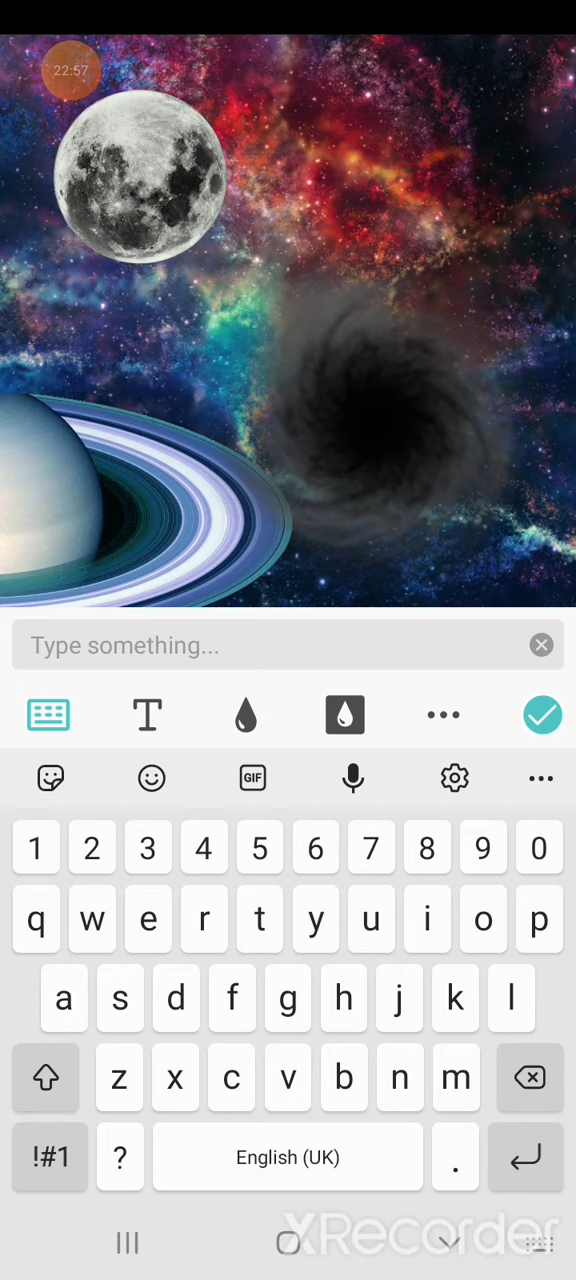 22:57
Type something...
T
GIF
1 2 3 4 5 6 7 8 9 0
q w e r t y u i o p
a s d f g h j k l
z x c v b n m
!#1 ? English (UK) .
XRecorder